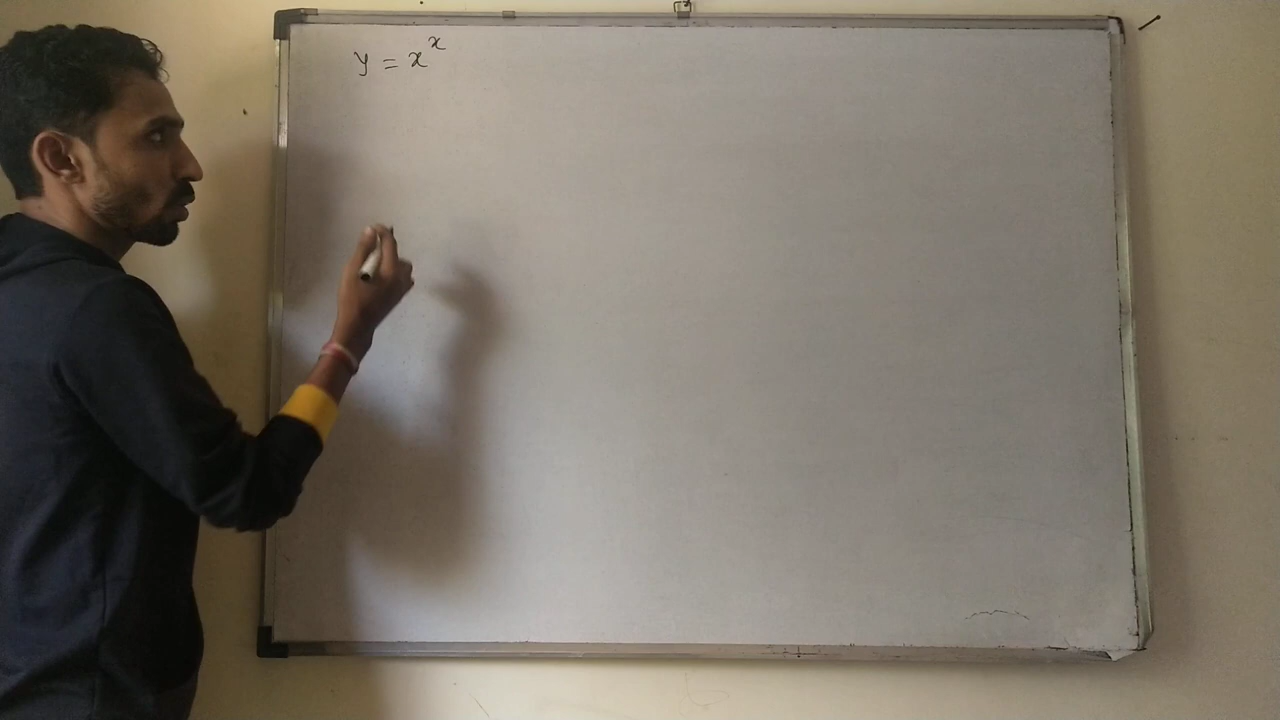 y = x^x